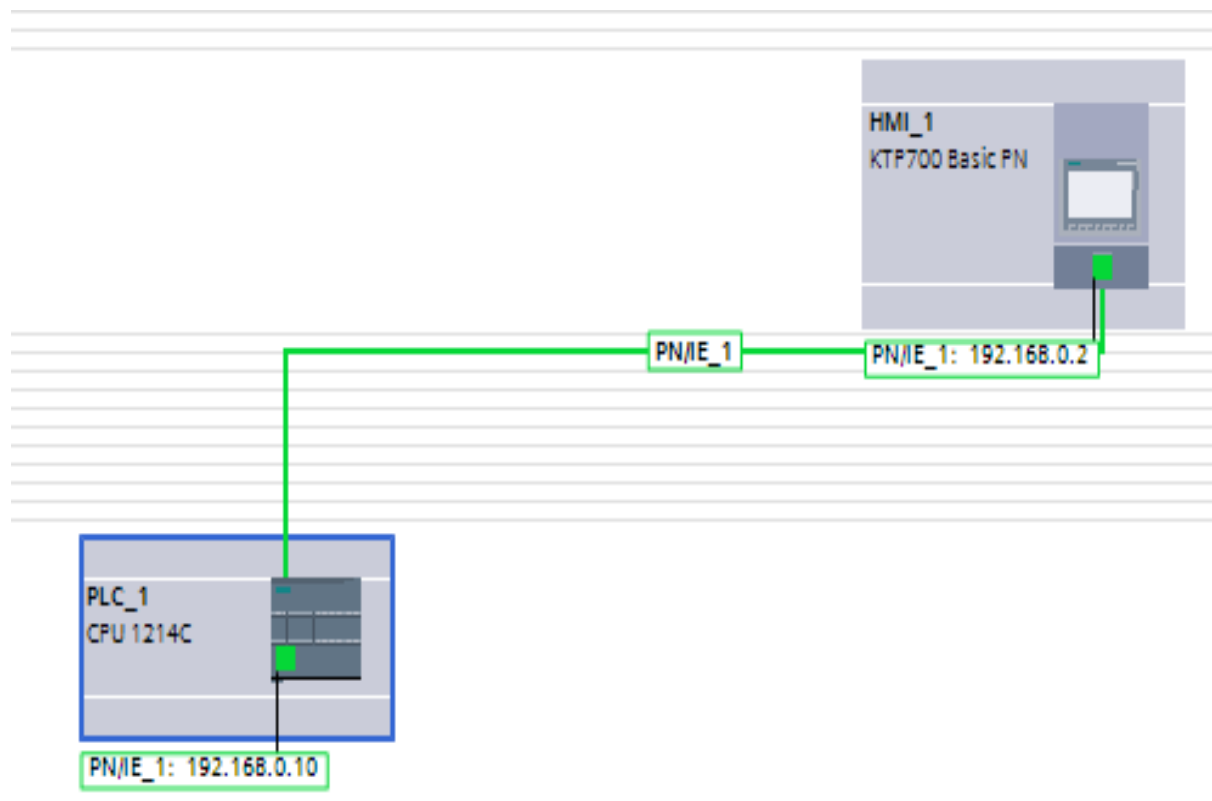 HMI_1
KTP700 Basic PN
PN/IE_1
PN/IE_1: 192.168.0.2
PLC_1
CPU 1214C
PN/IE_1: 192.168.0.10